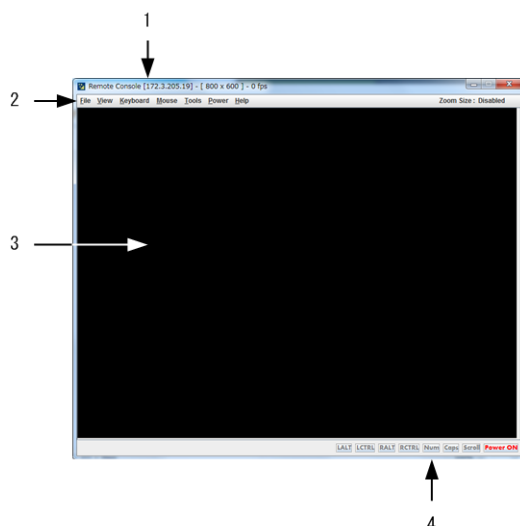 1
Remote Console [172.3.205.19] - [ 800 x 600 ] - 0 fps
2
File View Keyboard Mouse Tools Power Help Zoom Size : Disabled
3
LALT LCTRL RALT RCTRL Num Caps Scroll Power ON
4